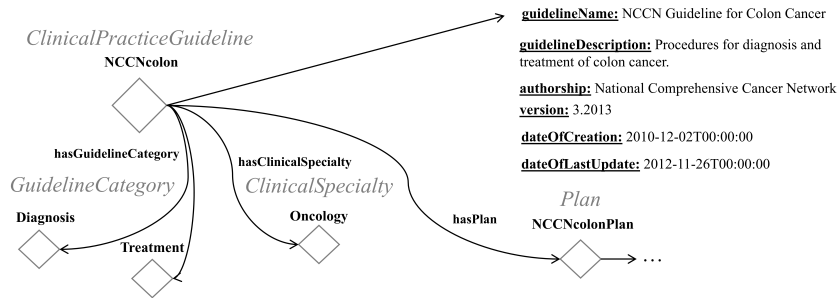 guidelineName: NCCN Guideline for Colon Cancer
ClinicalPracticeGuideline
NCCNcolon
guidelineDescription: Procedures for diagnosis and
treatment of colon cancer.
authorship: National Comprehensive Cancer Network
version: 3.2013
dateOfCreation: 2010-12-02T00:00:00
dateOfLastUpdate: 2012-11-26T00:00:00
hasGuidelineCategory
hasClinicalSpecialty
GuidelineCategory
ClinicalSpecialty
Plan
Diagnosis
Oncology
hasPlan
NCCNcolonPlan
Treatment
...